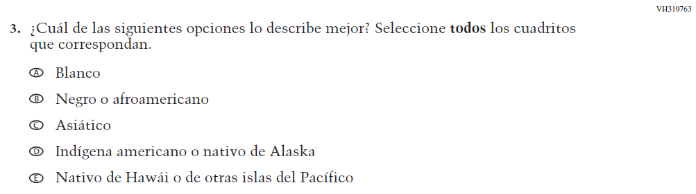 VH319763
3. ¿Cuál de las siguientes opciones lo describe mejor? Seleccione todos los cuadritos
que correspondan.
A Blanco
B Negro o afroamericano
C Asiático
D Indígena americano o nativo de Alaska
E Nativo de Hawái o de otras islas del Pacífico